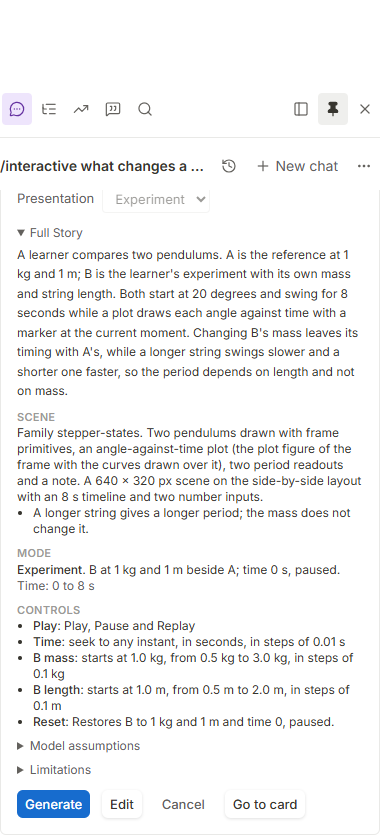 /interactive what changes a ...
New chat
Presentation
Experiment
Full Story
A learner compares two pendulums. A is the reference at 1
kg and 1 m; B is the learner's experiment with its own mass
and string length. Both start at 20 degrees and swing for 8
seconds while a plot draws each angle against time with a
marker at the current moment. Changing B's mass leaves its
timing with A's, while a longer string swings slower and a
shorter one faster, so the period depends on length and not
on mass.
SCENE
Family stepper-states. Two pendulums drawn with frame
primitives, an angle-against-time plot (the plot figure of the
frame with the curves drawn over it), two period readouts
and a note. A 640 × 320 px scene on the side-by-side layout
with an 8 s timeline and two number inputs.
• A longer string gives a longer period; the mass does not
change it.
MODE
Experiment. B at 1 kg and 1 m beside A; time 0 s, paused.
Time: 0 to 8 s
CONTROLS
• Play: Play, Pause and Replay
• Time: seek to any instant, in seconds, in steps of 0.01 s
• B mass: starts at 1.0 kg, from 0.5 kg to 3.0 kg, in steps of
0.1 kg
• B length: starts at 1.0 m, from 0.5 m to 2.0 m, in steps of
0.1 m
• Reset: Restores B to 1 kg and 1 m and time 0, paused.
Model assumptions
Limitations
Generate
Edit
Cancel
Go to card